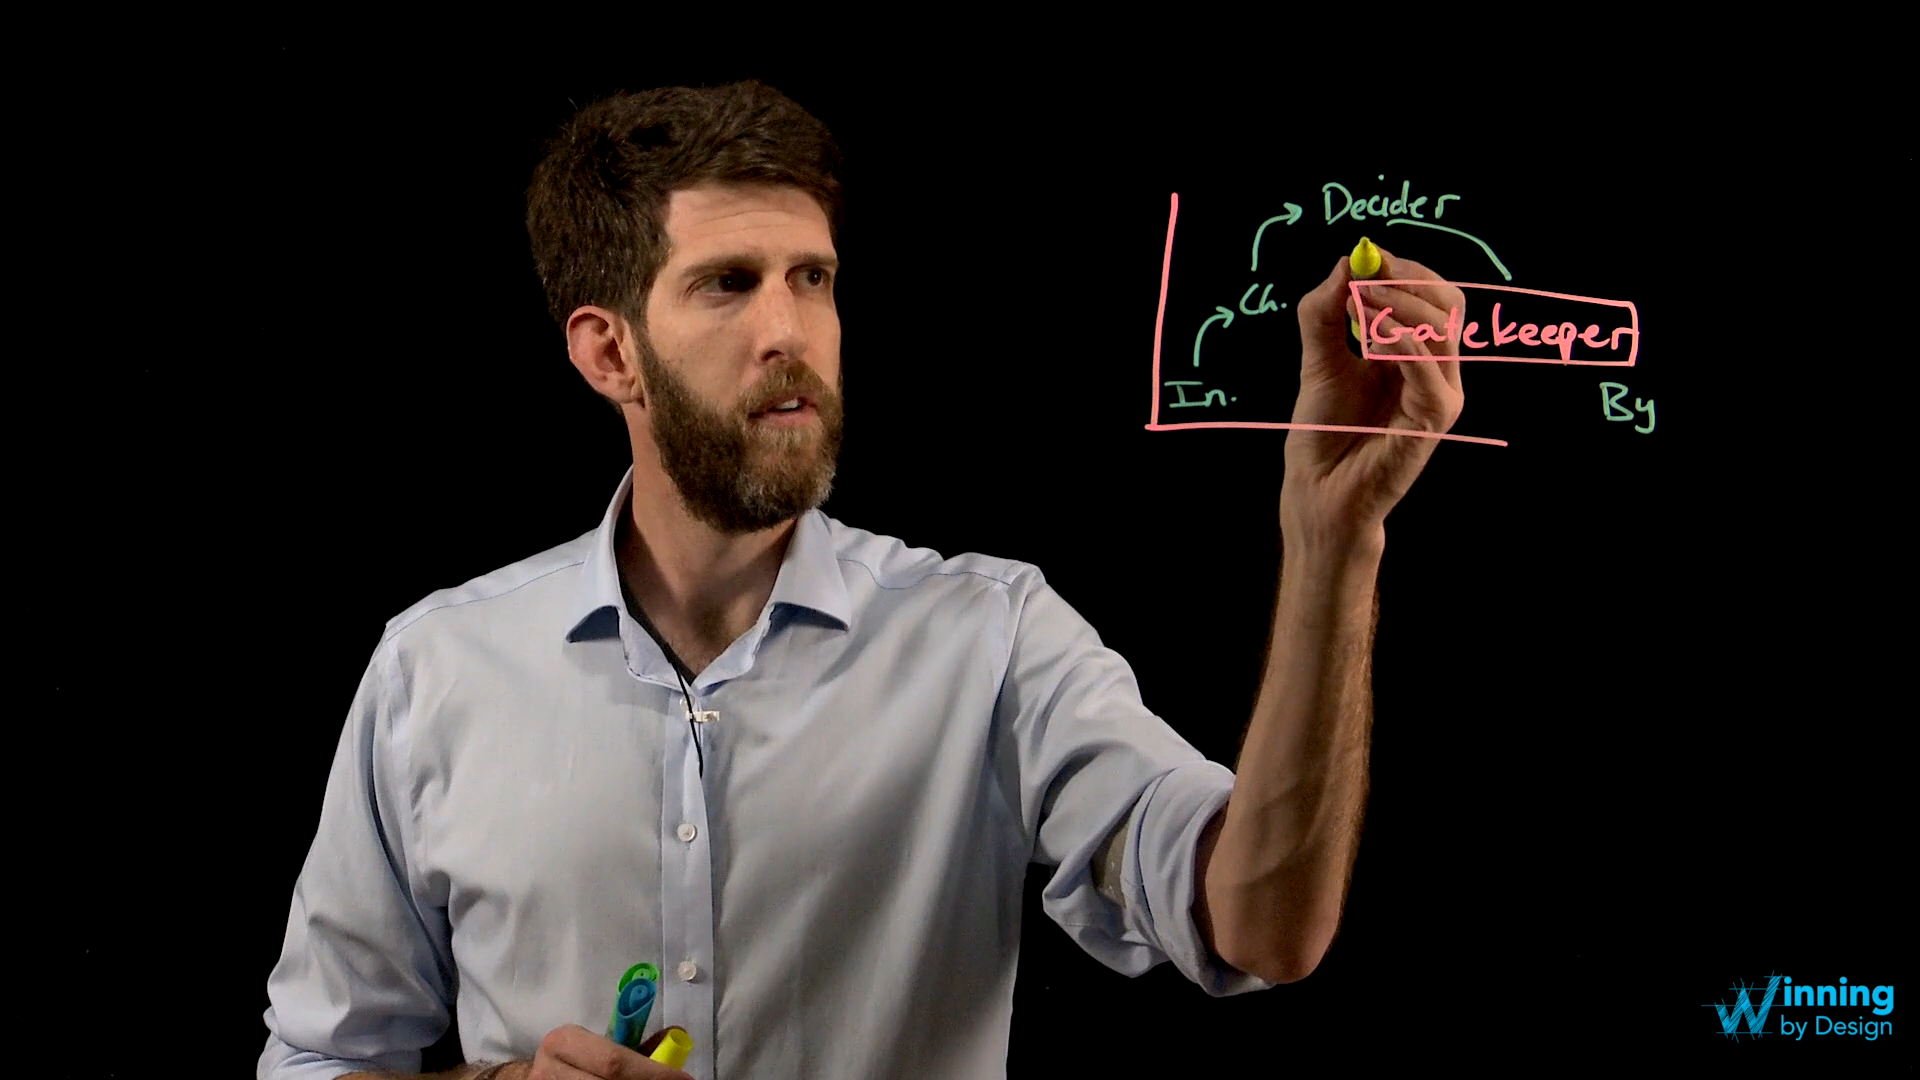 Decider
Ch.
Gatekeeper
In.
By
Winning
by Design